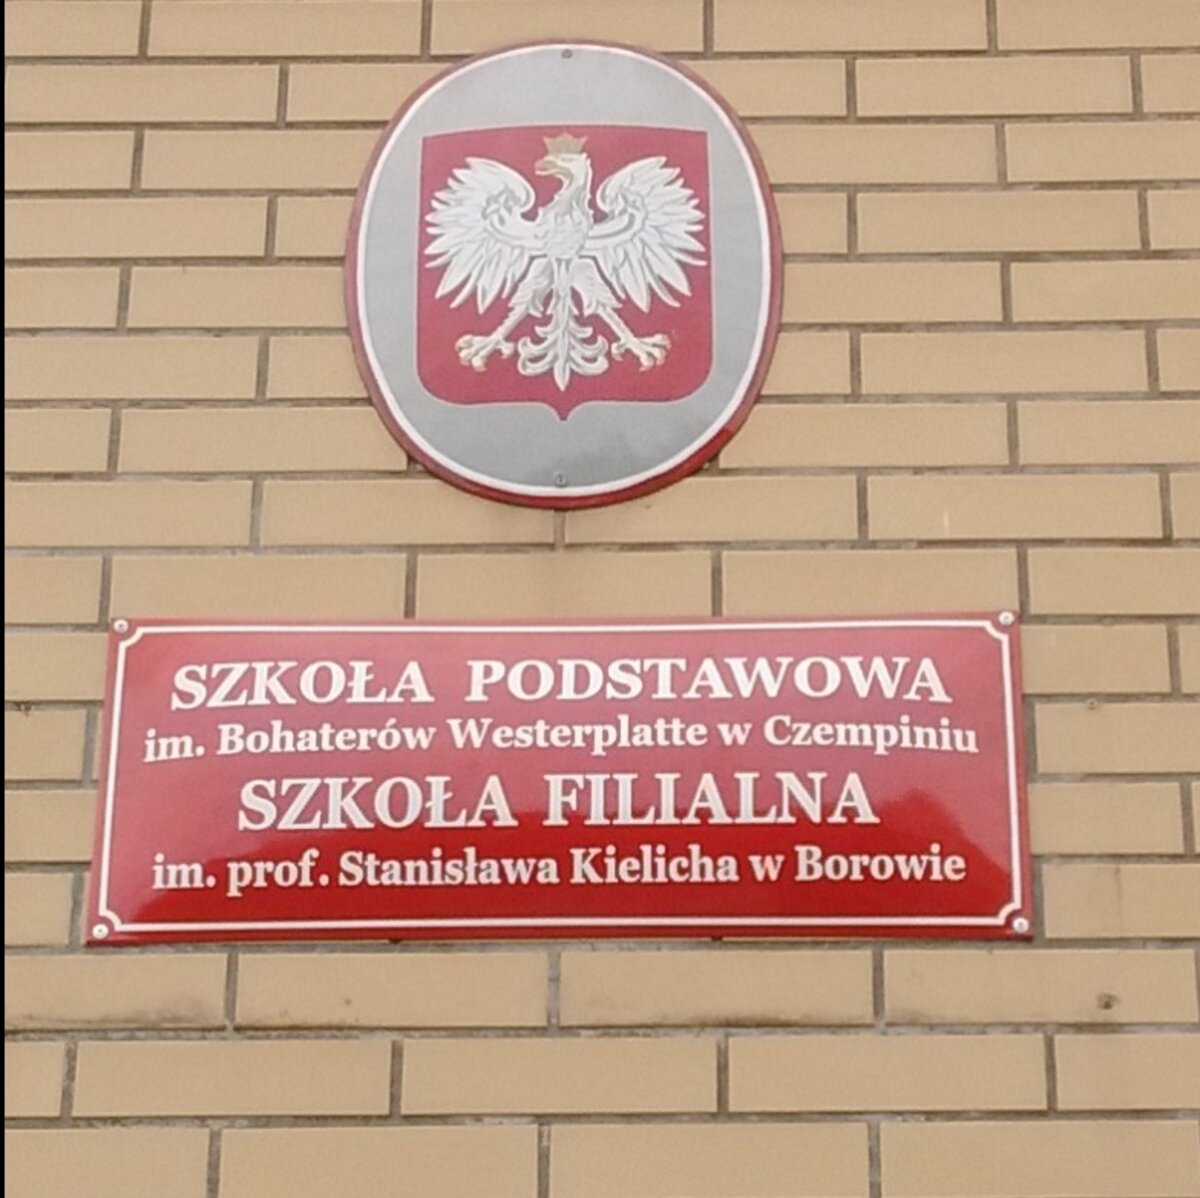 SZKOŁA PODSTAWOWA
im. Bohaterów Westerplatte w Czempiniu
SZKOŁA FILIALNA
im. prof. Stanisława Kielicha w Borowie